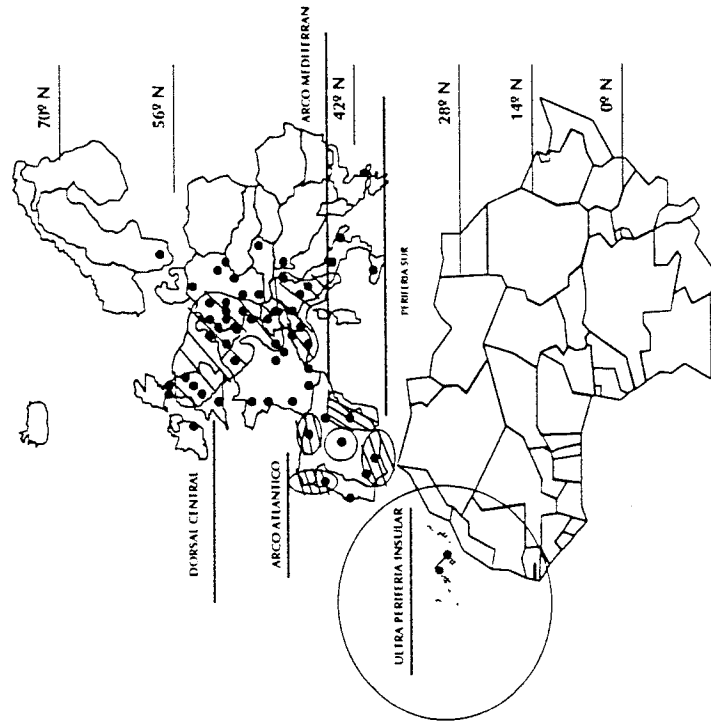 70º N
56º N
ARCO MEDITERRAN
42º N
28º N
14º N
0º N
PERIFERIA SUR
DORSAL CENTRAL
ARCO ATLANTICO
ULTRA PERIFERIA INSULAR